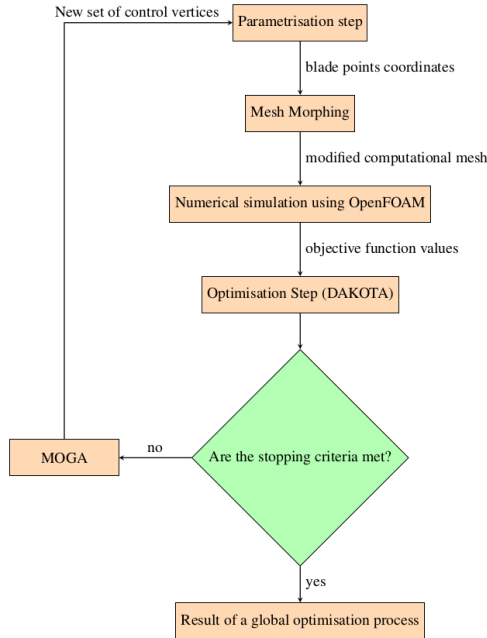 New set of control vertices
Parametrisation step
blade points coordinates
Mesh Morphing
modified computational mesh
Numerical simulation using OpenFOAM
objective function values
Optimisation Step (DAKOTA)
Are the stopping criteria met?
no
MOGA
yes
Result of a global optimisation process